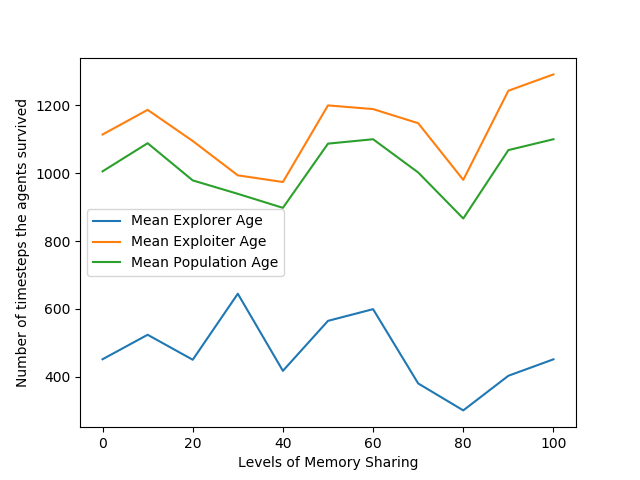 1200
1000
800
600
400
Number of timesteps the agents survived
Mean Explorer Age
Mean Exploiter Age
Mean Population Age
0 20 40 60 80 100
Levels of Memory Sharing